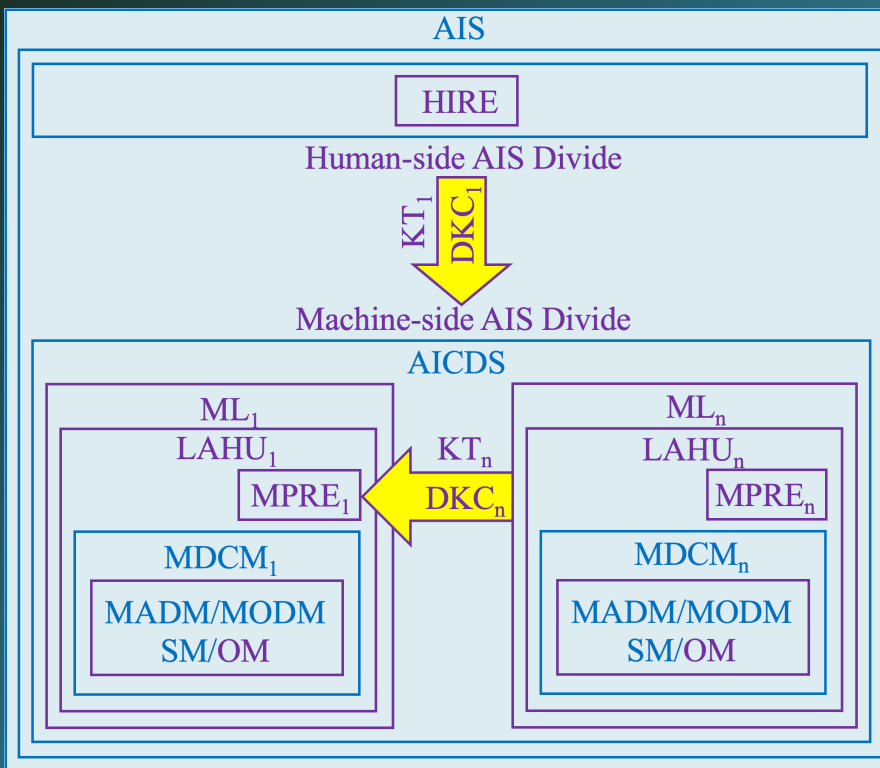 AIS
HIRE
Human-side AIS Divide
KT₁
DKC₁
Machine-side AIS Divide
AICDS
ML₁
LAHU₁
MPRE₁
MDCM₁
MADM/MODM
SM/OM
KTₙ
DKCₙ
MLₙ
LAHUₙ
MPREₙ
MDCMₙ
MADM/MODM
SM/OM